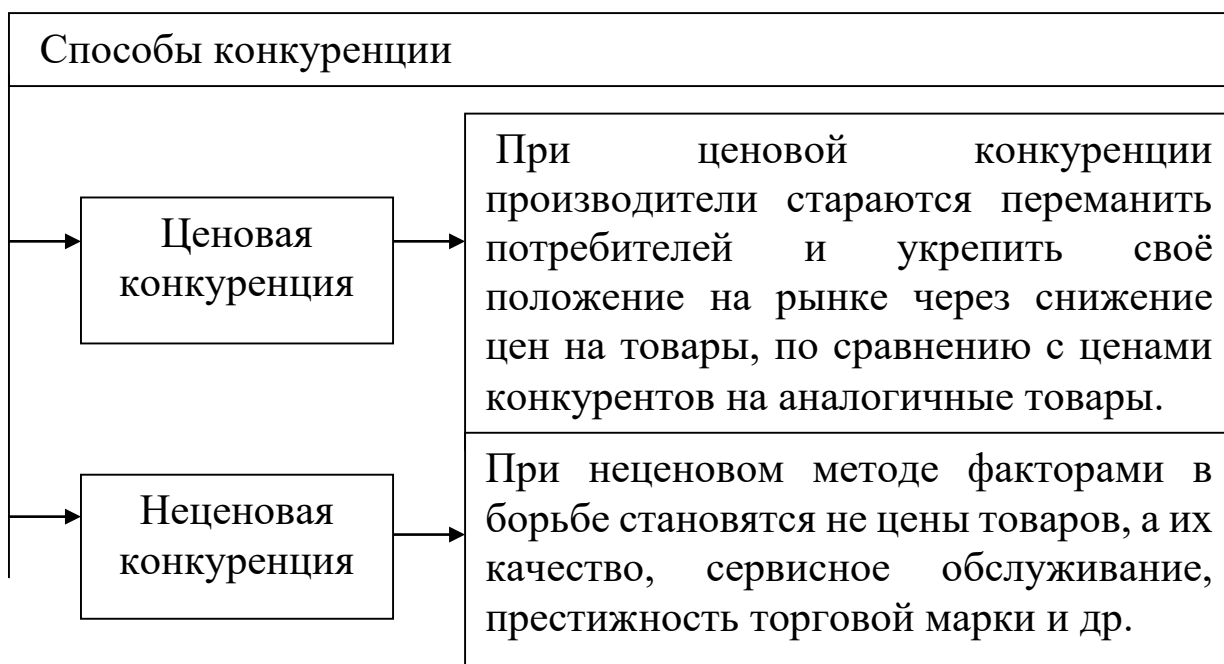 Способы конкуренции
Ценовая
конкуренция
При ценовой конкуренции
производители стараются переманить
потребителей и укрепить своё
положение на рынке через снижение
цен на товары, по сравнению с ценами
конкурентов на аналогичные товары.
Неценовая
конкуренция
При неценовом методе факторами в
борьбе становятся не цены товаров, а их
качество, сервисное обслуживание,
престижность торговой марки и др.